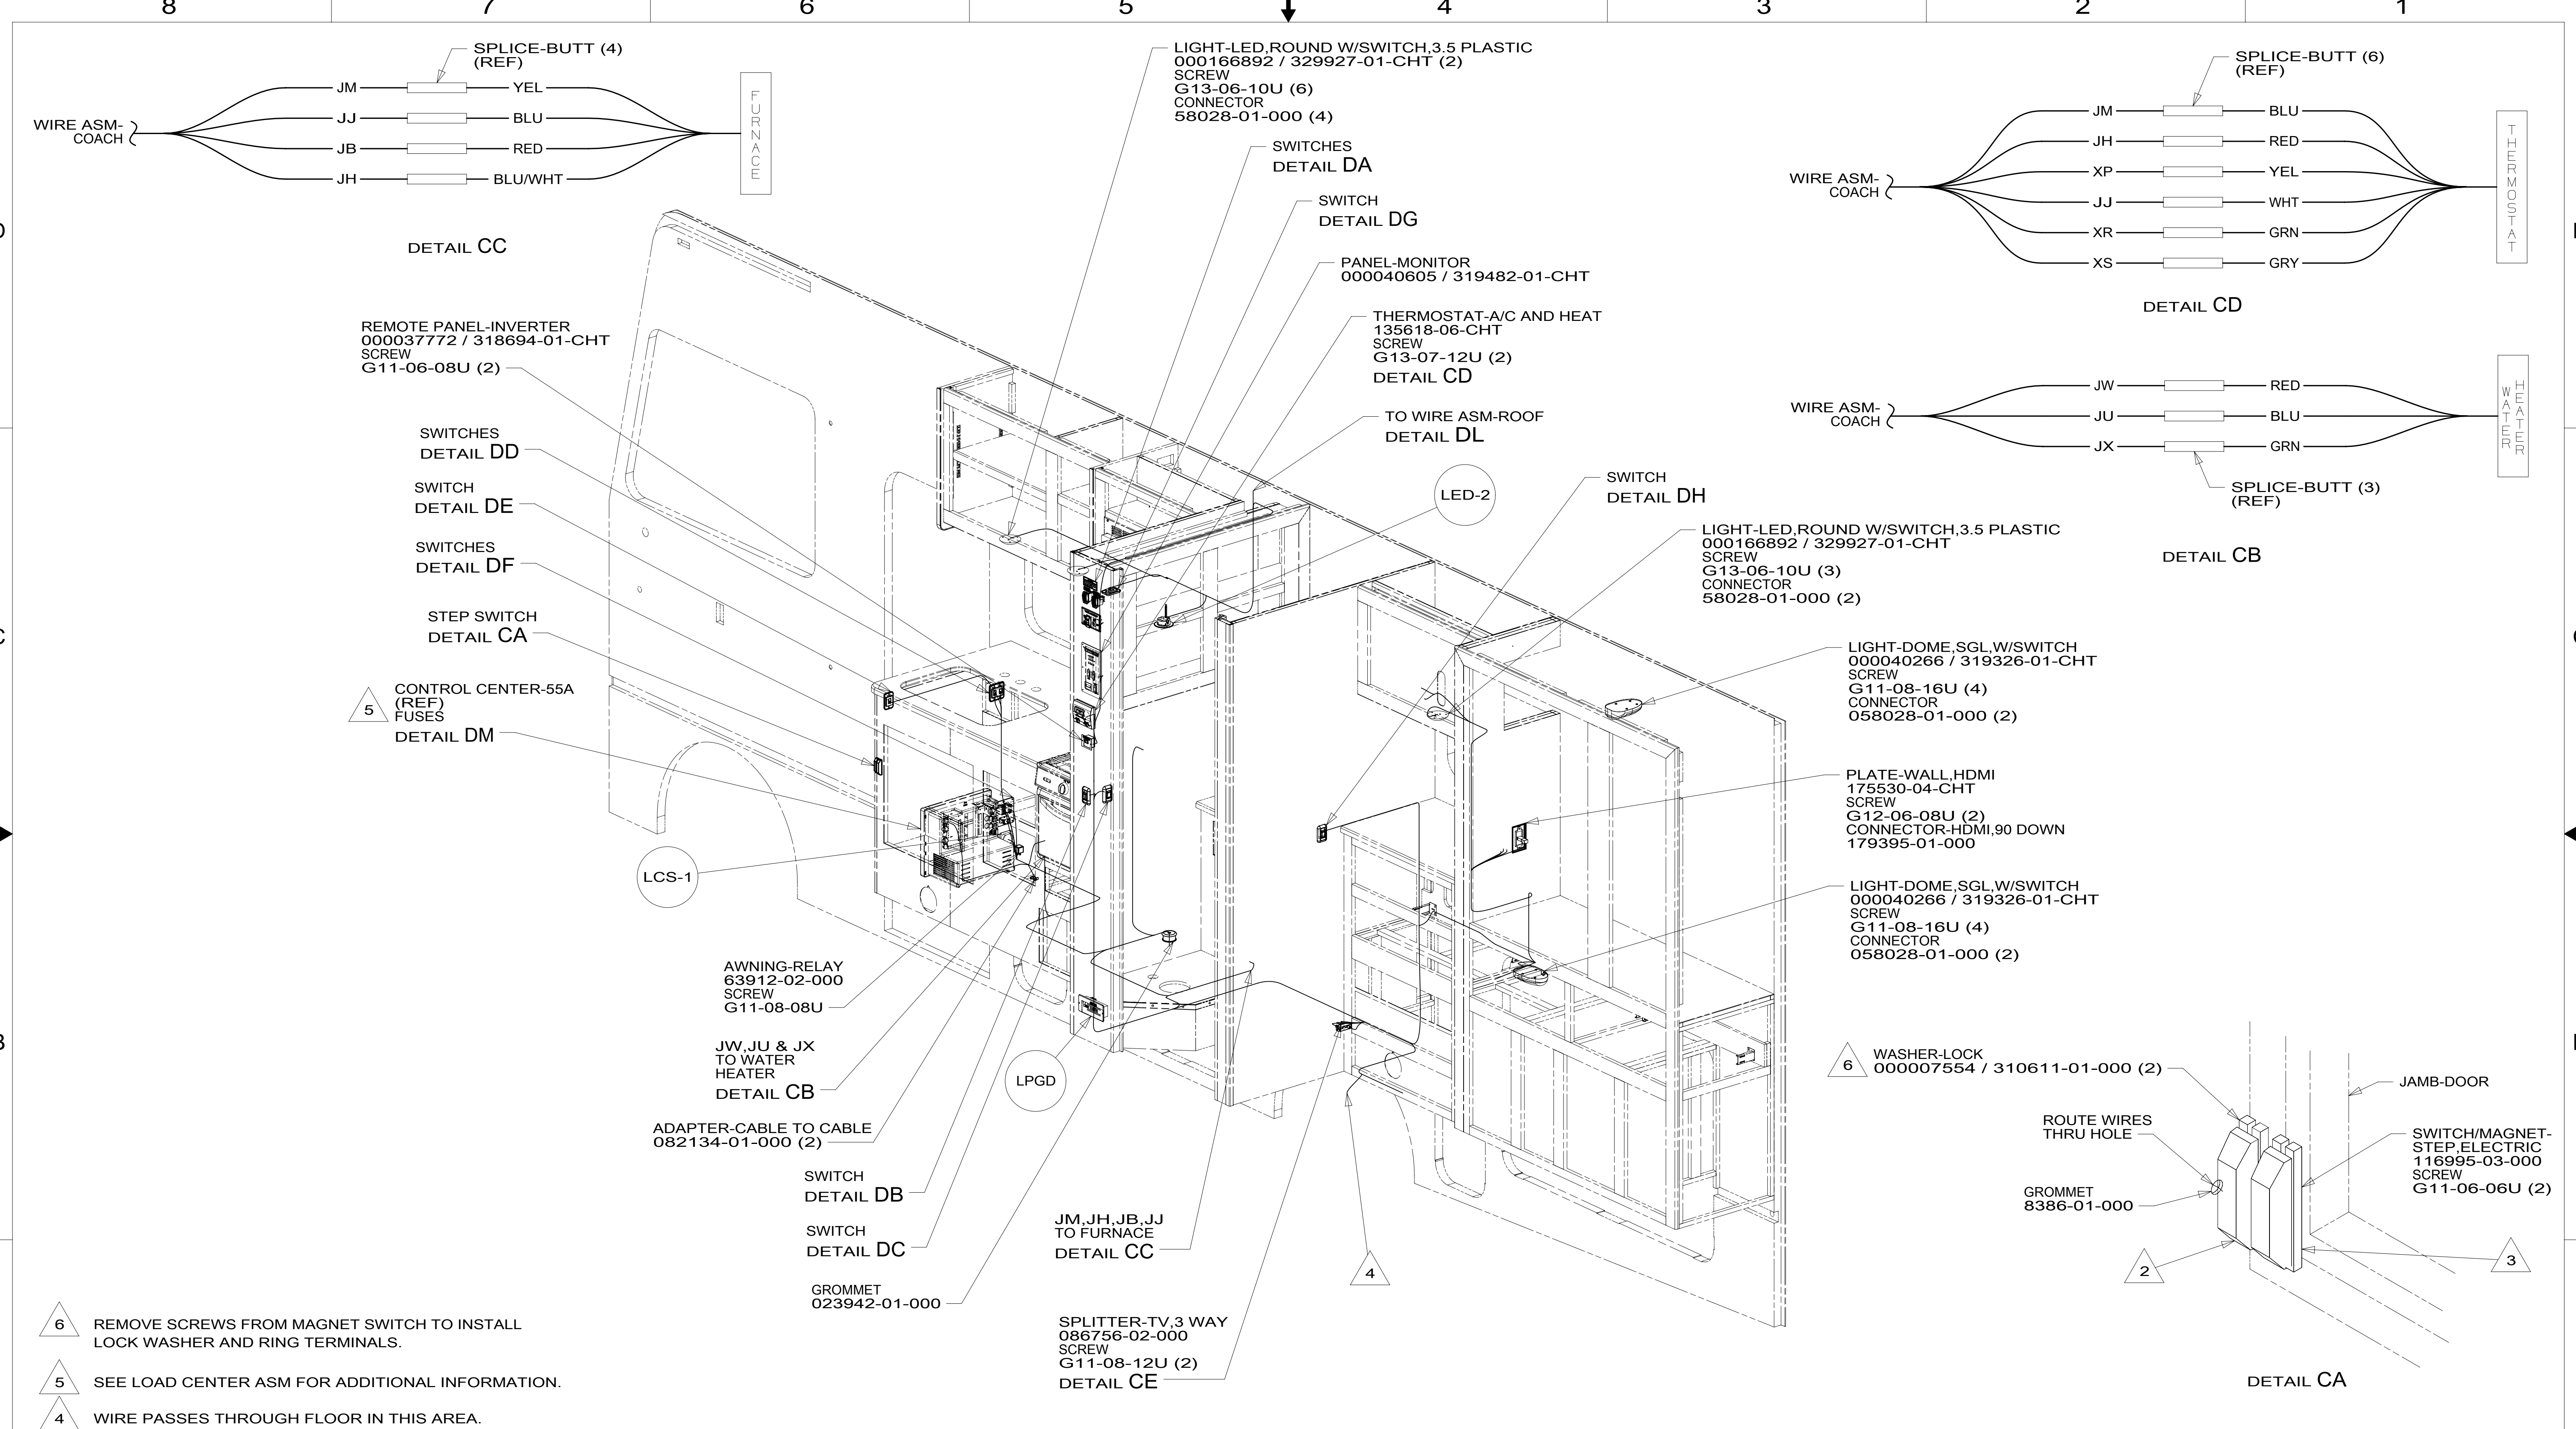 8 7 6 5 4 3 2 1
SPLICE-BUTT (4)
(REF)
WIRE ASM-
COACH
JM YEL
JJ BLU
JB RED
JH BLU/WHT
FURNACE
DETAIL CC
LIGHT-LED,ROUND W/SWITCH,3.5 PLASTIC
000166892 / 329927-01-CHT (2)
SCREW
G13-06-10U (6)
CONNECTOR
58028-01-000 (4)
SWITCHES
DETAIL DA
SWITCH
DETAIL DG
PANEL-MONITOR
000040605 / 319482-01-CHT
THERMOSTAT-A/C AND HEAT
135618-06-CHT
SCREW
G13-07-12U (2)
DETAIL CD
TO WIRE ASM-ROOF
DETAIL DL
LED-2
SPLICE-BUTT (6)
(REF)
WIRE ASM-
COACH
JM BLU
JH RED
XP YEL
JJ WHT
XR GRN
XS GRY
THERMOSTAT
DETAIL CD
WIRE ASM-
COACH
JW RED
JU BLU
JX GRN
WATER
HEATER
SPLICE-BUTT (3)
(REF)
DETAIL CB
REMOTE PANEL-INVERTER
000037772 / 318694-01-CHT
SCREW
G11-06-08U (2)
SWITCHES
DETAIL DD
SWITCH
DETAIL DE
SWITCHES
DETAIL DF
STEP SWITCH
DETAIL CA
5
CONTROL CENTER-55A
(REF)
FUSES
DETAIL DM
LCS-1
SWITCH
DETAIL DH
LIGHT-LED,ROUND W/SWITCH,3.5 PLASTIC
000166892 / 329927-01-CHT
SCREW
G13-06-10U (3)
CONNECTOR
58028-01-000 (2)
LIGHT-DOME,SGL,W/SWITCH
000040266 / 319326-01-CHT
SCREW
G11-08-16U (4)
CONNECTOR
058028-01-000 (2)
PLATE-WALL,HDMI
175530-04-CHT
SCREW
G12-06-08U (2)
CONNECTOR-HDMI,90 DOWN
179395-01-000
LIGHT-DOME,SGL,W/SWITCH
000040266 / 319326-01-CHT
SCREW
G11-08-16U (4)
CONNECTOR
058028-01-000 (2)
AWNING-RELAY
63912-02-000
SCREW
G11-08-08U
JW,JU & JX
TO WATER
HEATER
DETAIL CB
ADAPTER-CABLE TO CABLE
082134-01-000 (2)
LPGD
SWITCH
DETAIL DB
SWITCH
DETAIL DC
GROMMET
023942-01-000
JM,JH,JB,JJ
TO FURNACE
DETAIL CC
SPLITTER-TV,3 WAY
086756-02-000
SCREW
G11-08-12U (2)
DETAIL CE
4
6
WASHER-LOCK
000007554 / 310611-01-000 (2)
JAMB-DOOR
ROUTE WIRES
THRU HOLE
GROMMET
8386-01-000
SWITCH/MAGNET-
STEP,ELECTRIC
116995-03-000
SCREW
G11-06-06U (2)
2
3
DETAIL CA
6 REMOVE SCREWS FROM MAGNET SWITCH TO INSTALL
LOCK WASHER AND RING TERMINALS.
5 SEE LOAD CENTER ASM FOR ADDITIONAL INFORMATION.
4 WIRE PASSES THROUGH FLOOR IN THIS AREA.